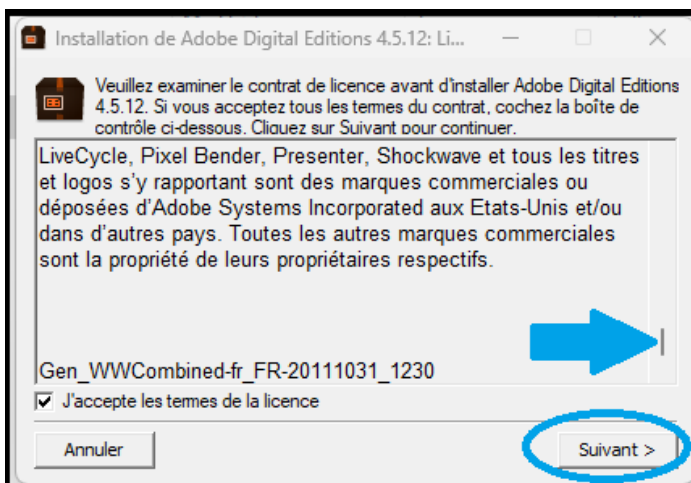 Installation de Adobe Digital Editions 4.5.12: Li...
Veuillez examiner le contrat de licence avant d'installer Adobe Digital Editions
4.5.12. Si vous acceptez tous les termes du contrat, cochez la boîte de
contrôle ci-dessous. Cliquez sur Suivant pour continuer.
LiveCycle, Pixel Bender, Presenter, Shockwave et tous les titres
et logos s’y rapportant sont des marques commerciales ou
déposées d’Adobe Systems Incorporated aux Etats-Unis et/ou
dans d’autres pays. Toutes les autres marques commerciales
sont la propriété de leurs propriétaires respectifs.
Gen_WWCombined-fr_FR-20111031_1230
J'accepte les termes de la licence
Annuler
Suivant >